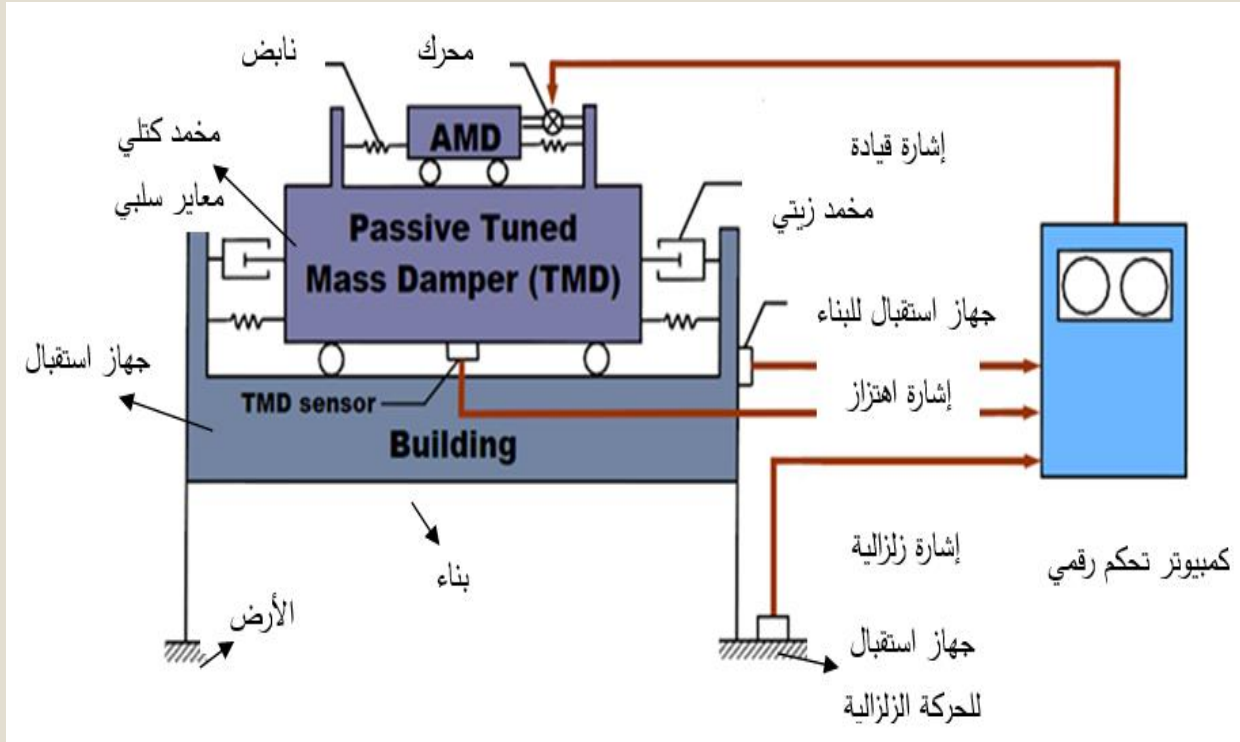 نابض
محرك
AMD
مخمد كتلي
معاير سلبي
إشارة قيادة
مخمد زيتي
Passive Tuned
Mass Damper (TMD)
جهاز استقبال للبناء
جهاز استقبال
TMD sensor
إشارة اهتزاز
Building
إشارة زلزالية
كمبيوتر تحكم رقمي
بناء
الأرض
جهاز استقبال
للحركة الزلزالية